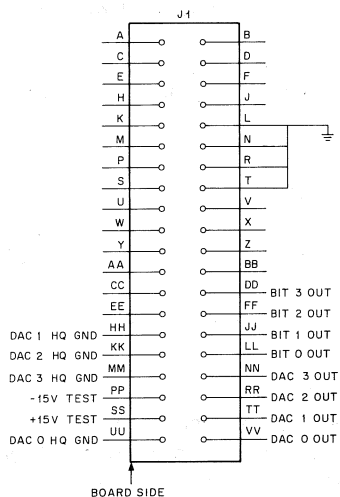 J1
A B
C D
E F
H J
K L
M N
P R
S T
U V
W X
Y Z
AA BB
CC DD BIT 3 OUT
EE FF BIT 2 OUT
DAC 1 HQ GND HH JJ BIT 1 OUT
DAC 2 HQ GND KK LL BIT 0 OUT
DAC 3 HQ GND MM NN DAC 3 OUT
-15V TEST PP RR DAC 2 OUT
+15V TEST SS TT DAC 1 OUT
DAC 0 HQ GND UU VV DAC 0 OUT
BOARD SIDE